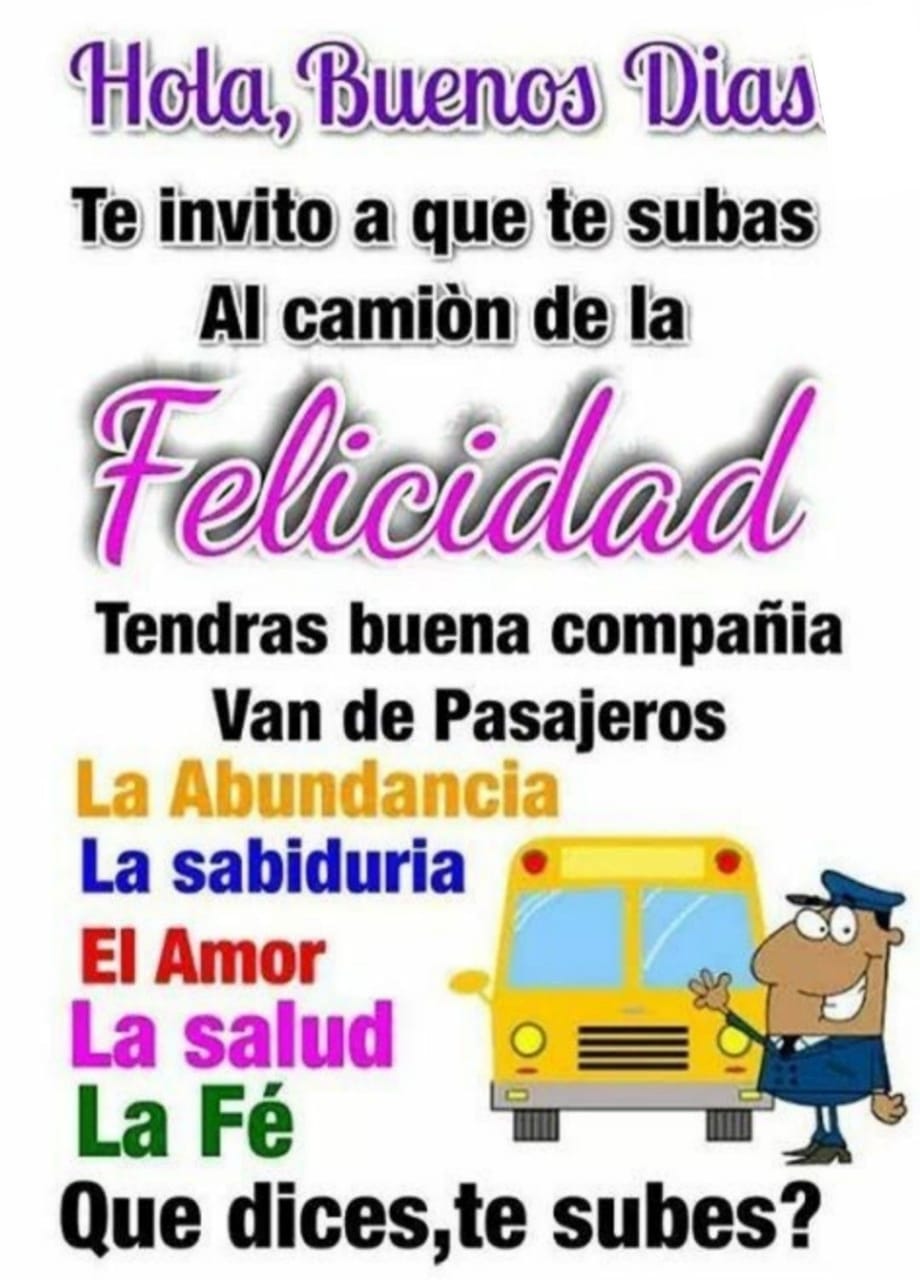 Hola, Buenos Dias
Te invito a que te subas
Al camiòn de la
Felicidad
Tendras buena compañia
Van de Pasajeros
La Abundancia
La sabiduria
El Amor
La salud
La Fé
Que dices,te subes?